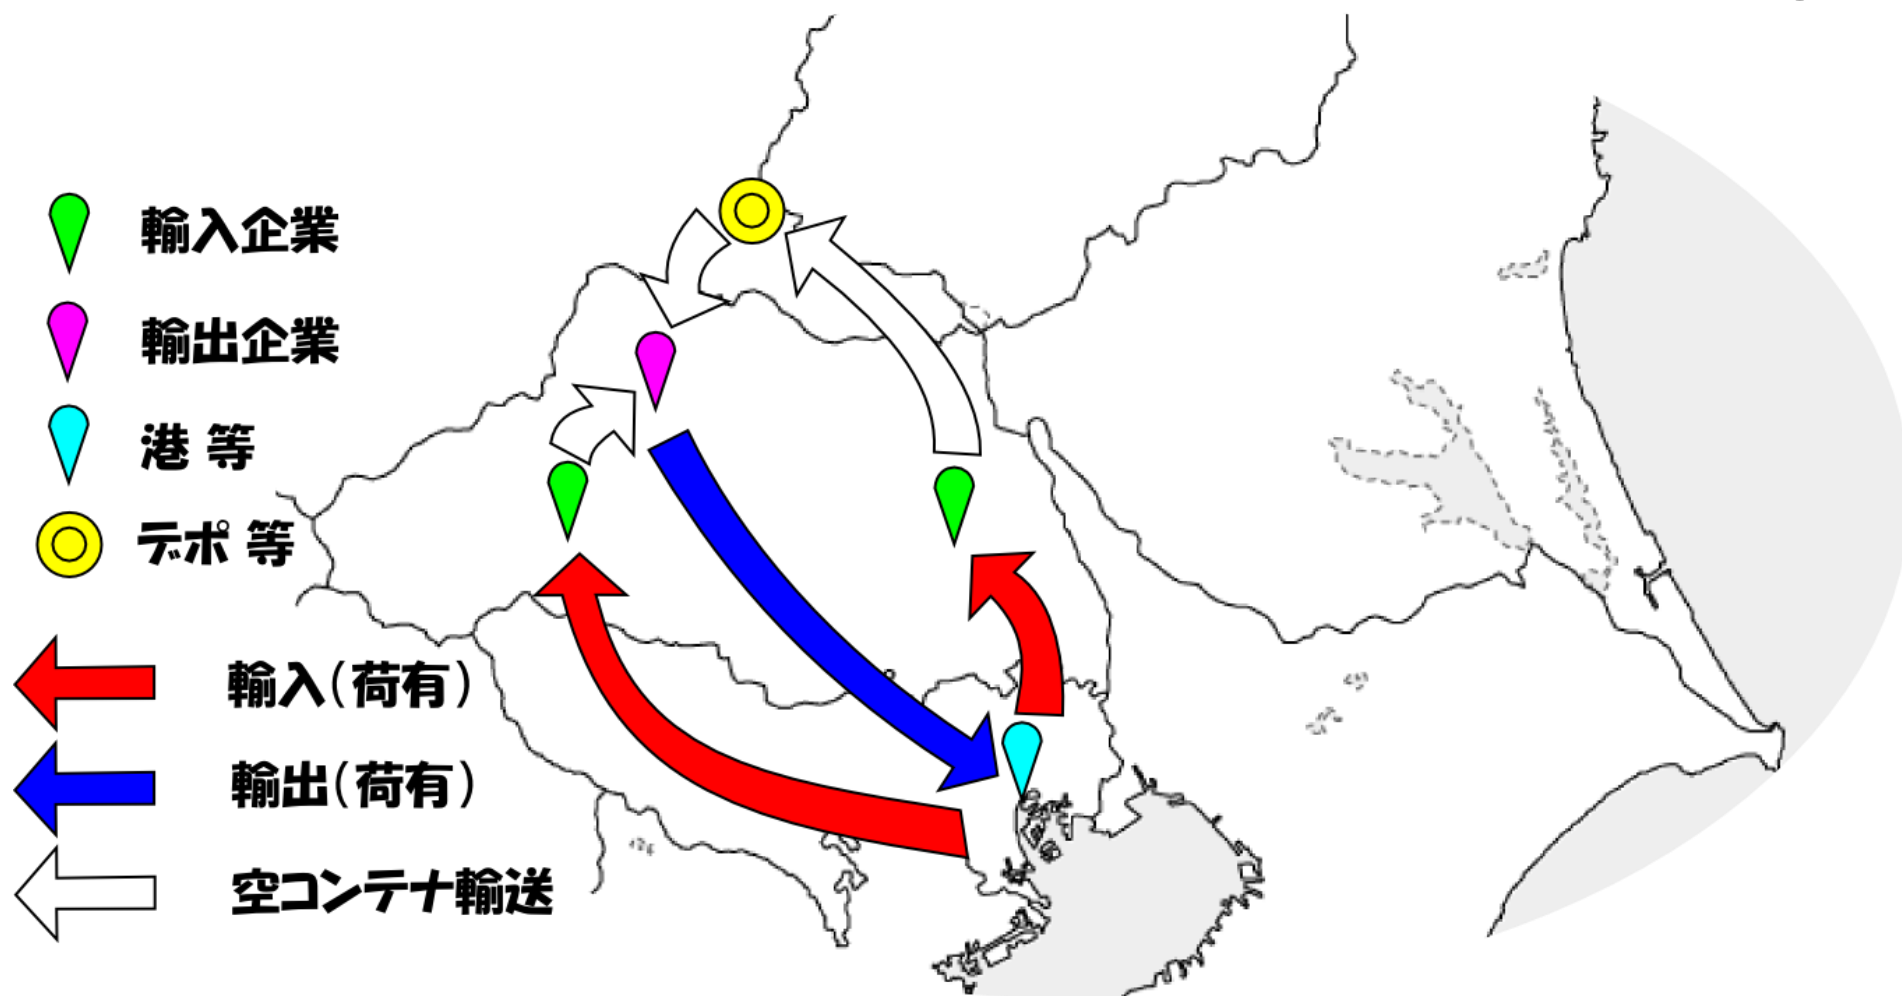 輸入企業
輸出企業
港 等
デポ 等
輸入(荷有)
輸出(荷有)
空コンテナ輸送